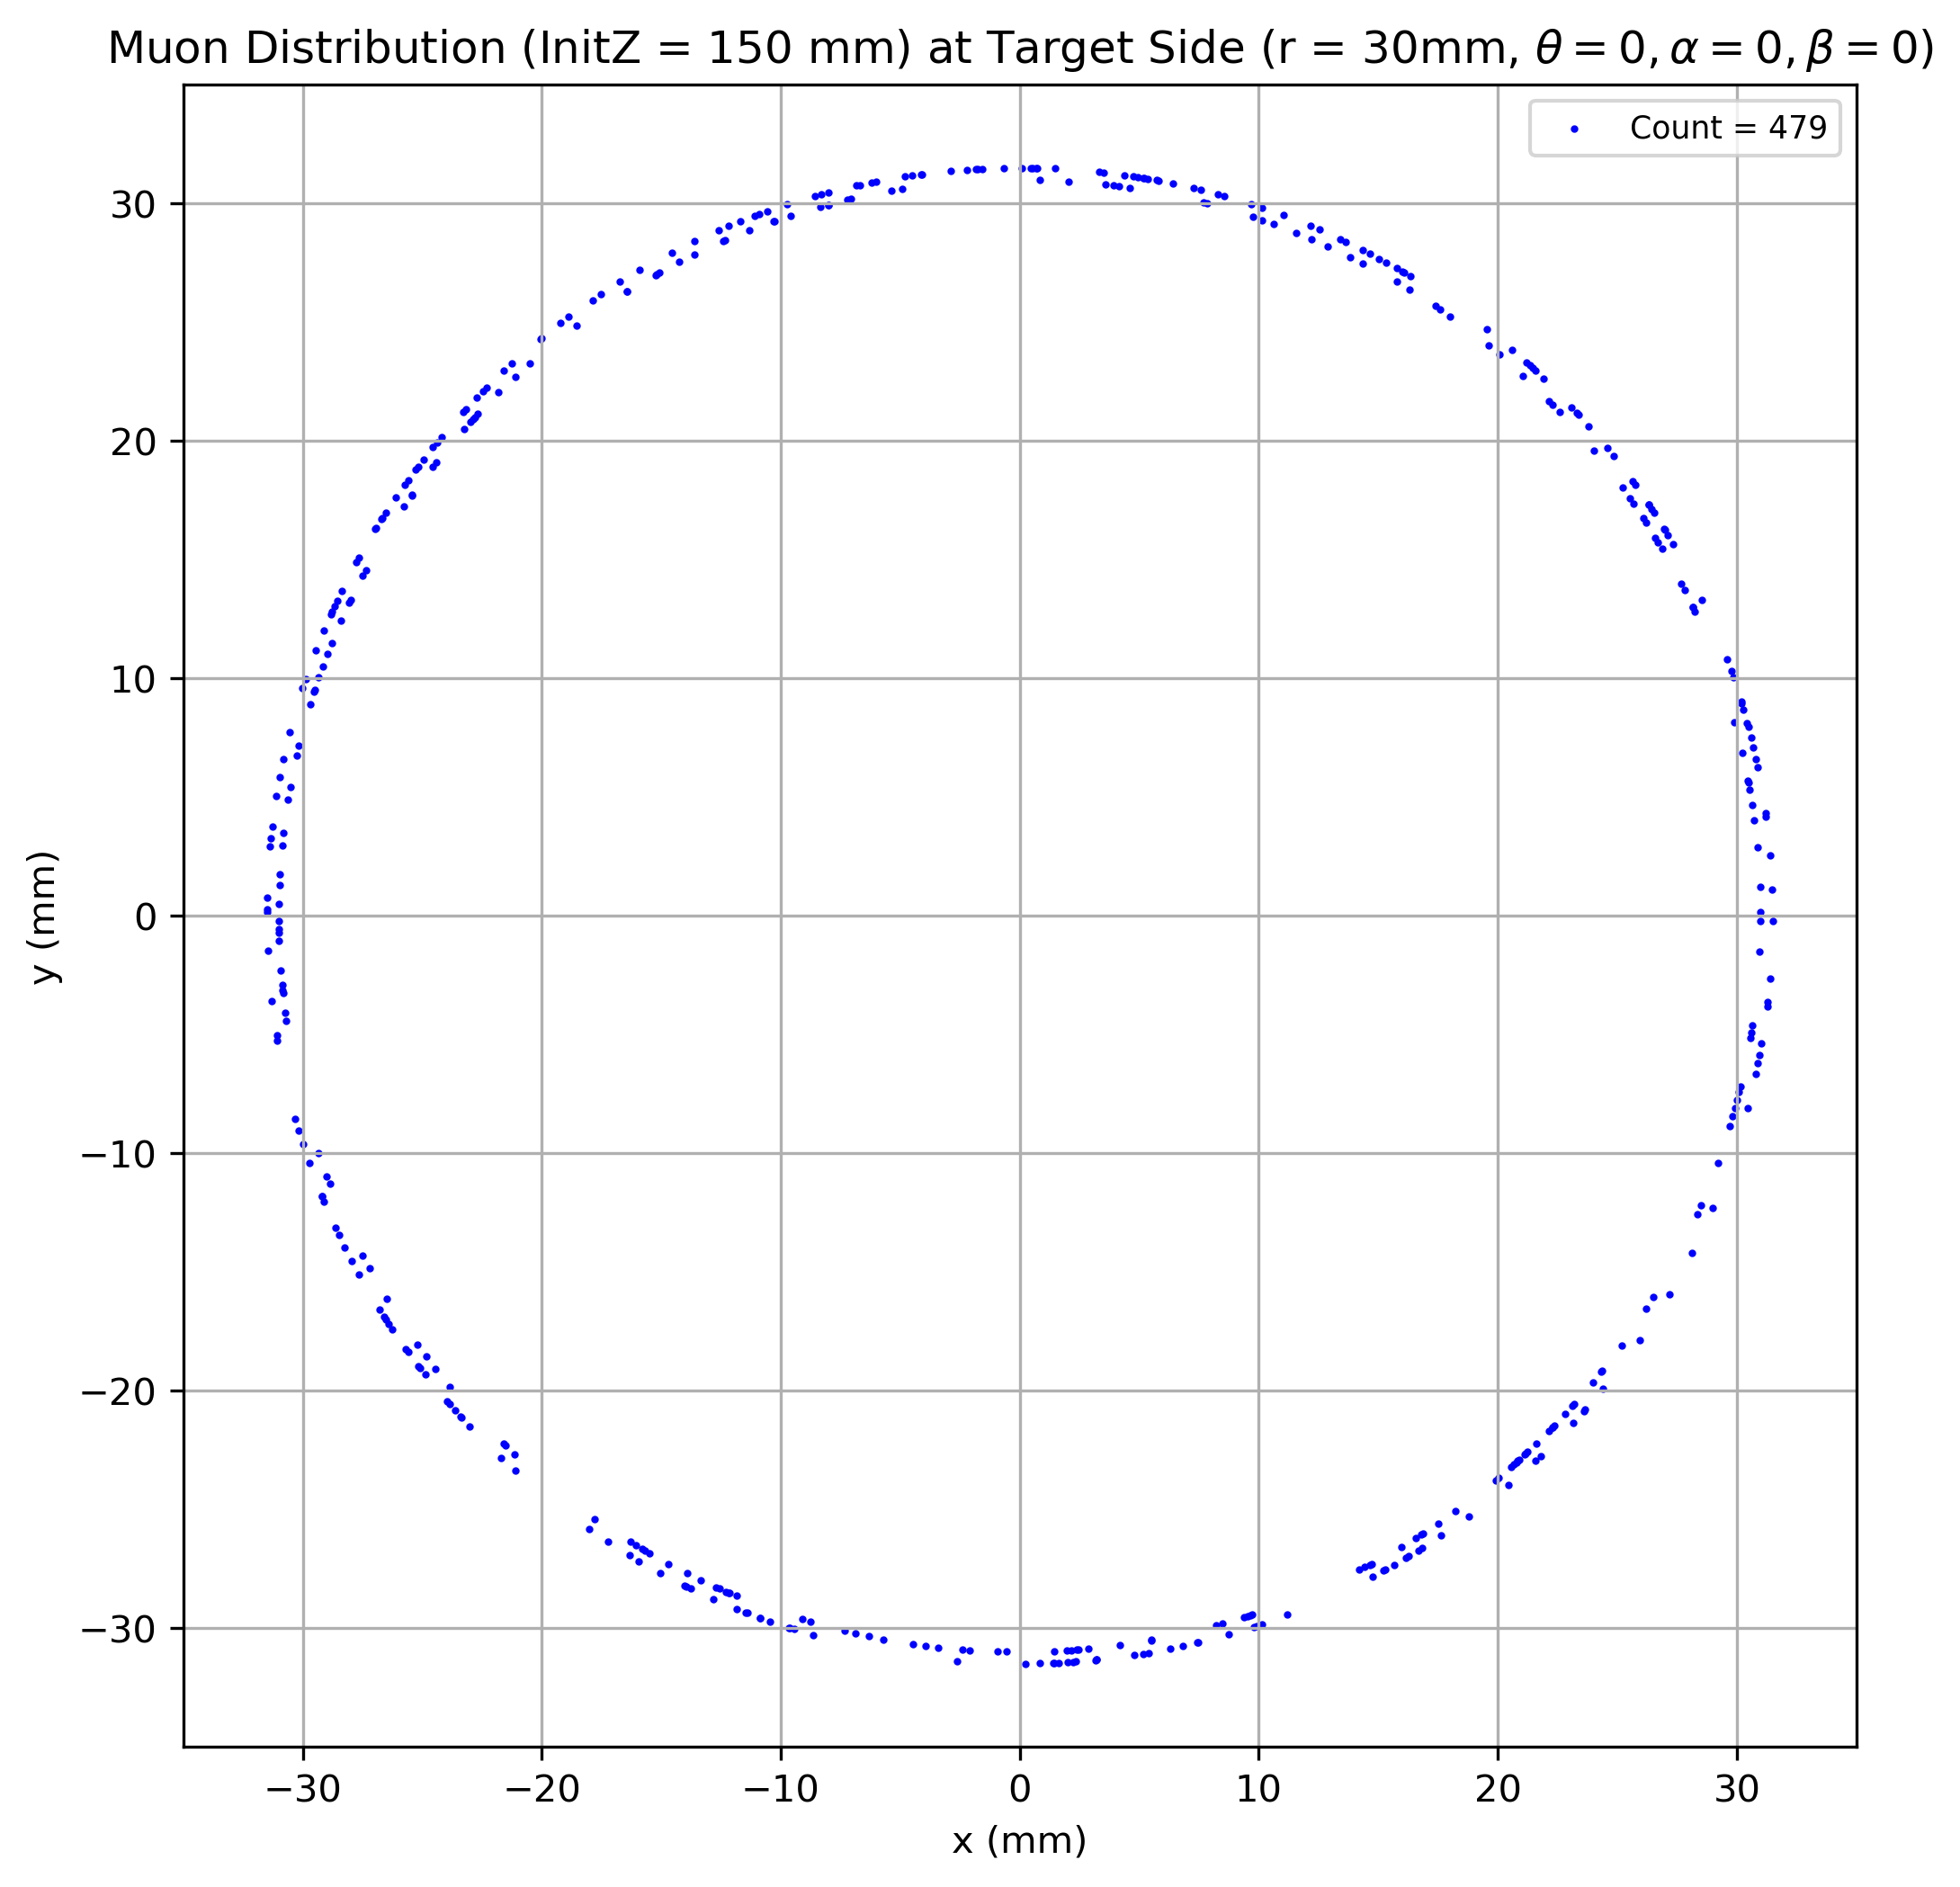 Muon Distribution (InitZ = 150 mm) at Target Side (r = 30mm, θ = 0, α = 0, β = 0)
Count = 479
30
20
10
0
−10
−20
−30
y (mm)
−30 −20 −10 0 10 20 30
x (mm)